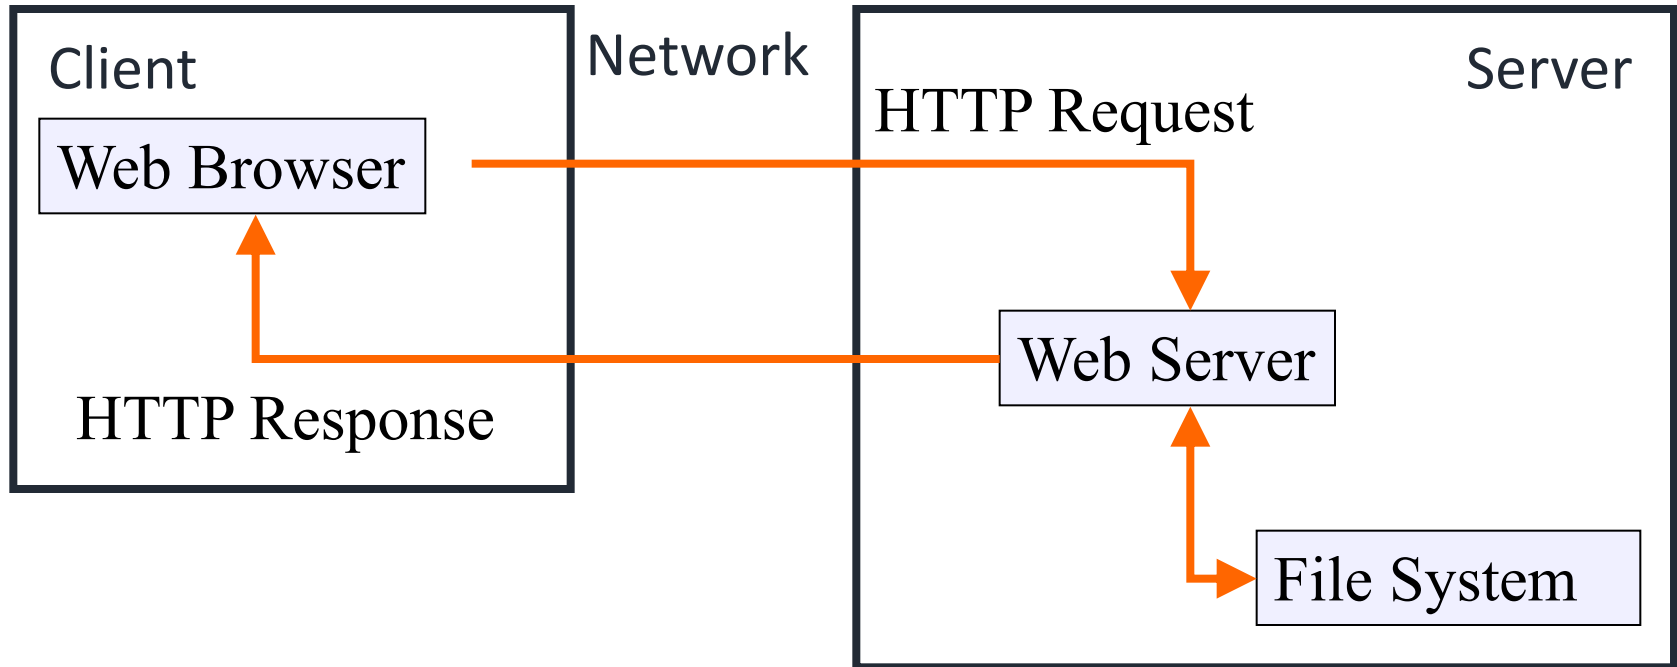 Client
Network
Server
HTTP Request
Web Browser
Web Server
HTTP Response
File System